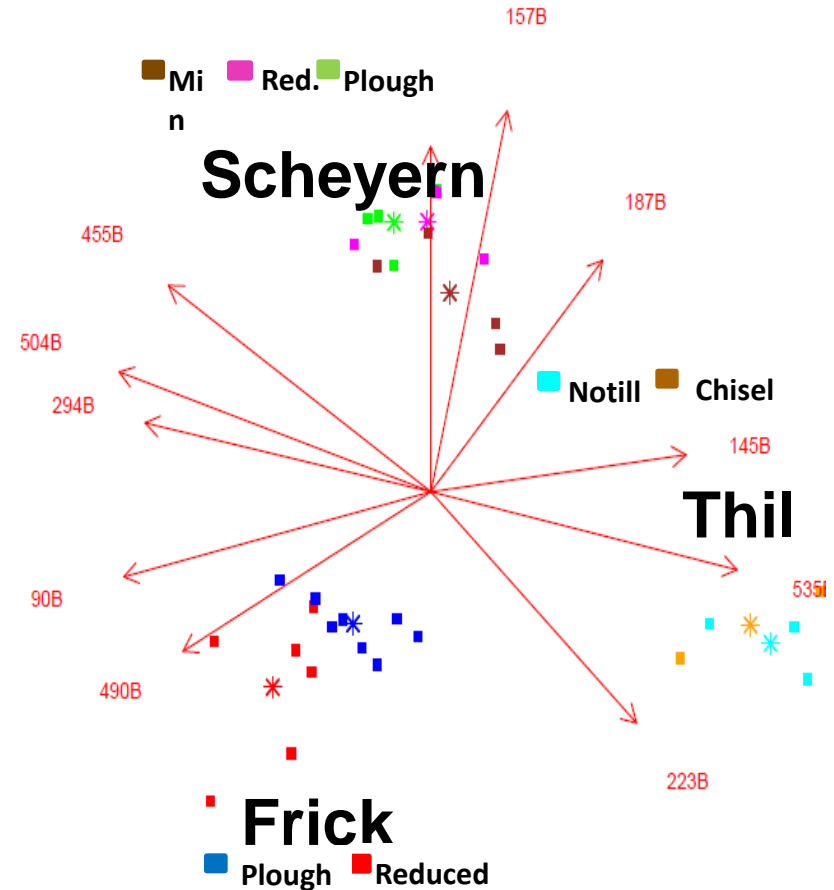 157B
Mi
n
Red.
Plough
Scheyern
187B
455B
504B
294B
Notill
Chisel
145B
Thil
535B
90B
490B
223B
Frick
Plough
Reduced